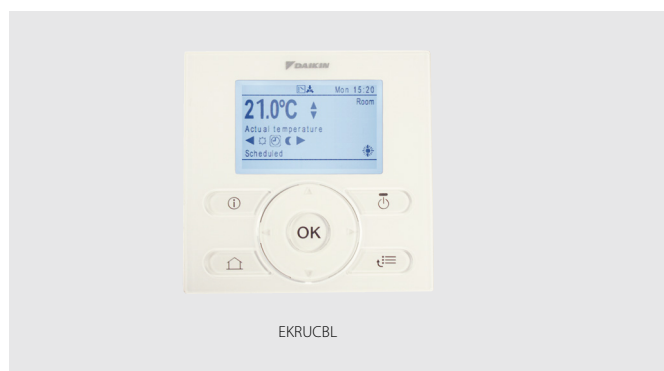 DAIKIN
Mon 15:20
21.0°C
Room
Actual temperature
Scheduled
OK
EKRUCBL